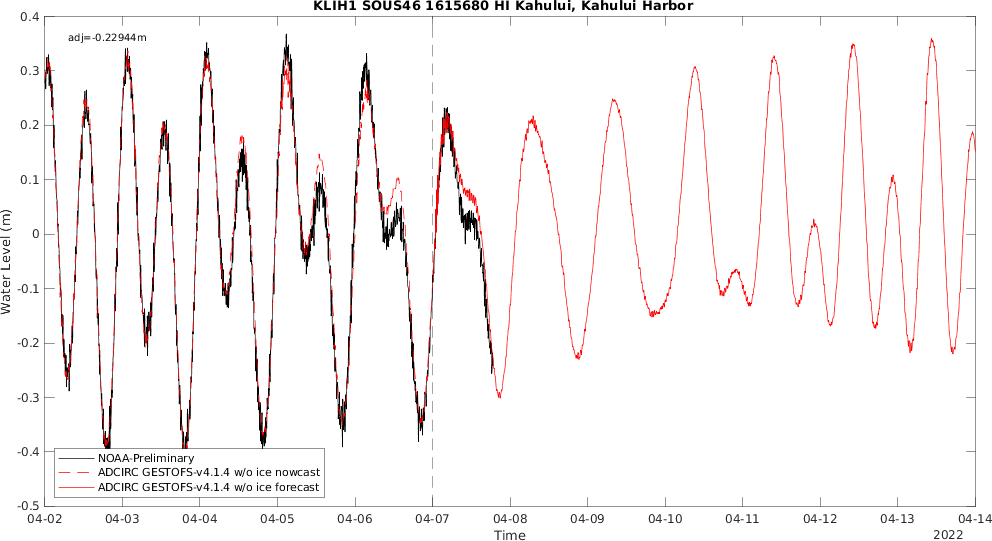 KLIH1 SOUS46 1615680 HI Kahului, Kahului Harbor
adj=-0.22944m
0.4
0.3
0.2
0.1
0
-0.1
-0.2
-0.3
-0.4
-0.5
Water Level (m)
NOAA-Preliminary
ADCIRC GESTOFS-v4.1.4 w/o ice nowcast
ADCIRC GESTOFS-v4.1.4 w/o ice forecast
04-02 04-03 04-04 04-05 04-06 04-07 04-08 04-09 04-10 04-11 04-12 04-13 04-14
Time
2022